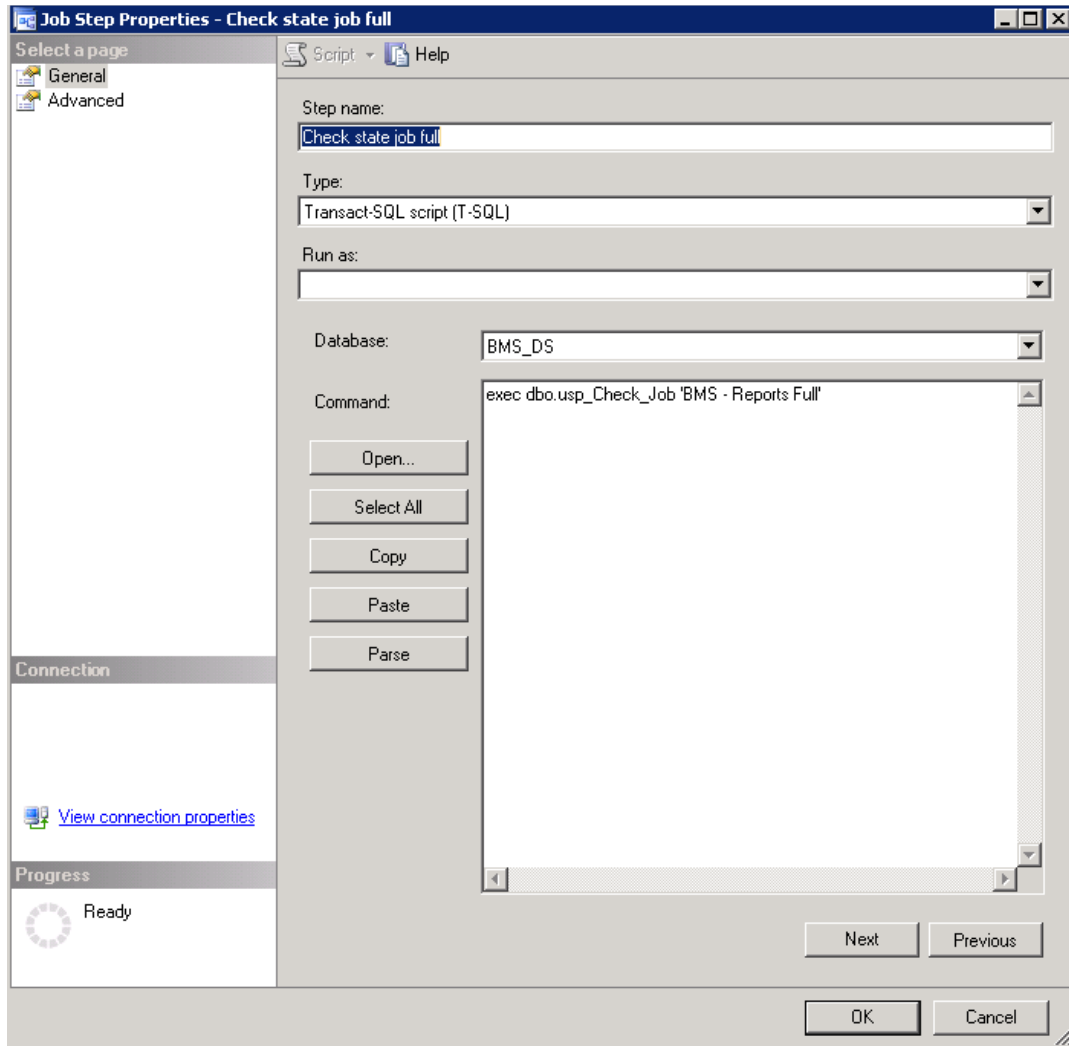 Job Step Properties - Check state job full
Select a page
General
Advanced
Script
Help
Step name:
Check state job full
Type:
Transact-SQL script (T-SQL)
Run as:
Database:
BMS_DS
Command:
exec dbo.usp_Check_Job 'BMS - Reports Full'
Open...
Select All
Copy
Paste
Parse
Connection
View connection properties
Progress
Ready
Next
Previous
OK
Cancel